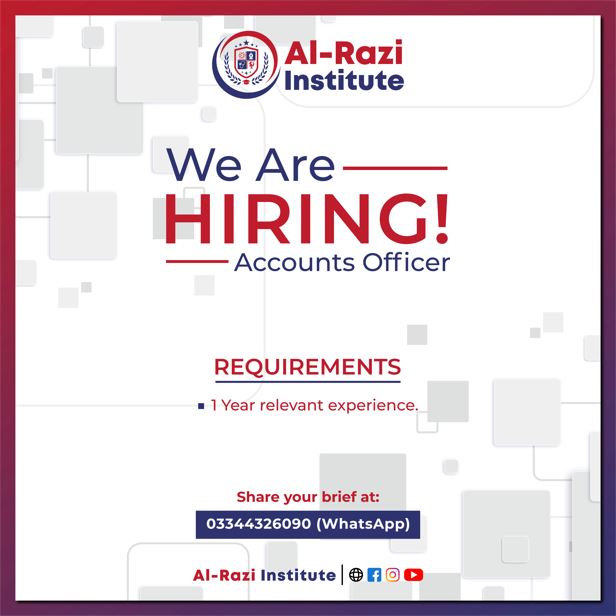 Al-Razi
Institute
We Are
HIRING!
Accounts Officer
REQUIREMENTS
1 Year relevant experience.
Share your brief at:
03344326090 (WhatsApp)
Al-Razi Institute